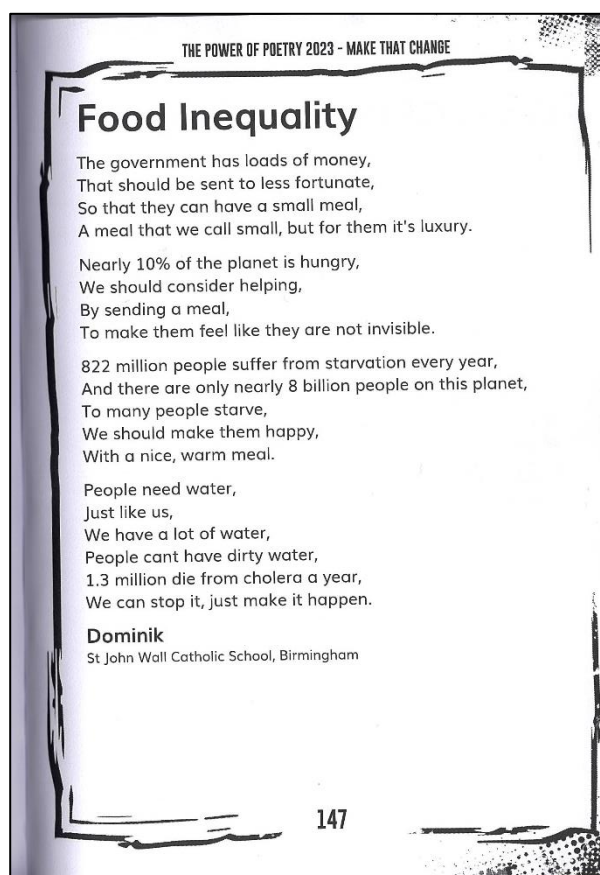 THE POWER OF POETRY 2023 - MAKE THAT CHANGE
Food Inequality
The government has loads of money,
That should be sent to less fortunate,
So that they can have a small meal,
A meal that we call small, but for them it's luxury.
Nearly 10% of the planet is hungry,
We should consider helping,
By sending a meal,
To make them feel like they are not invisible.
822 million people suffer from starvation every year,
And there are only nearly 8 billion people on this planet,
To many people starve,
We should make them happy,
With a nice, warm meal.
People need water,
Just like us,
We have a lot of water,
People cant have dirty water,
1.3 million die from cholera a year,
We can stop it, just make it happen.
Dominik
St John Wall Catholic School, Birmingham
147